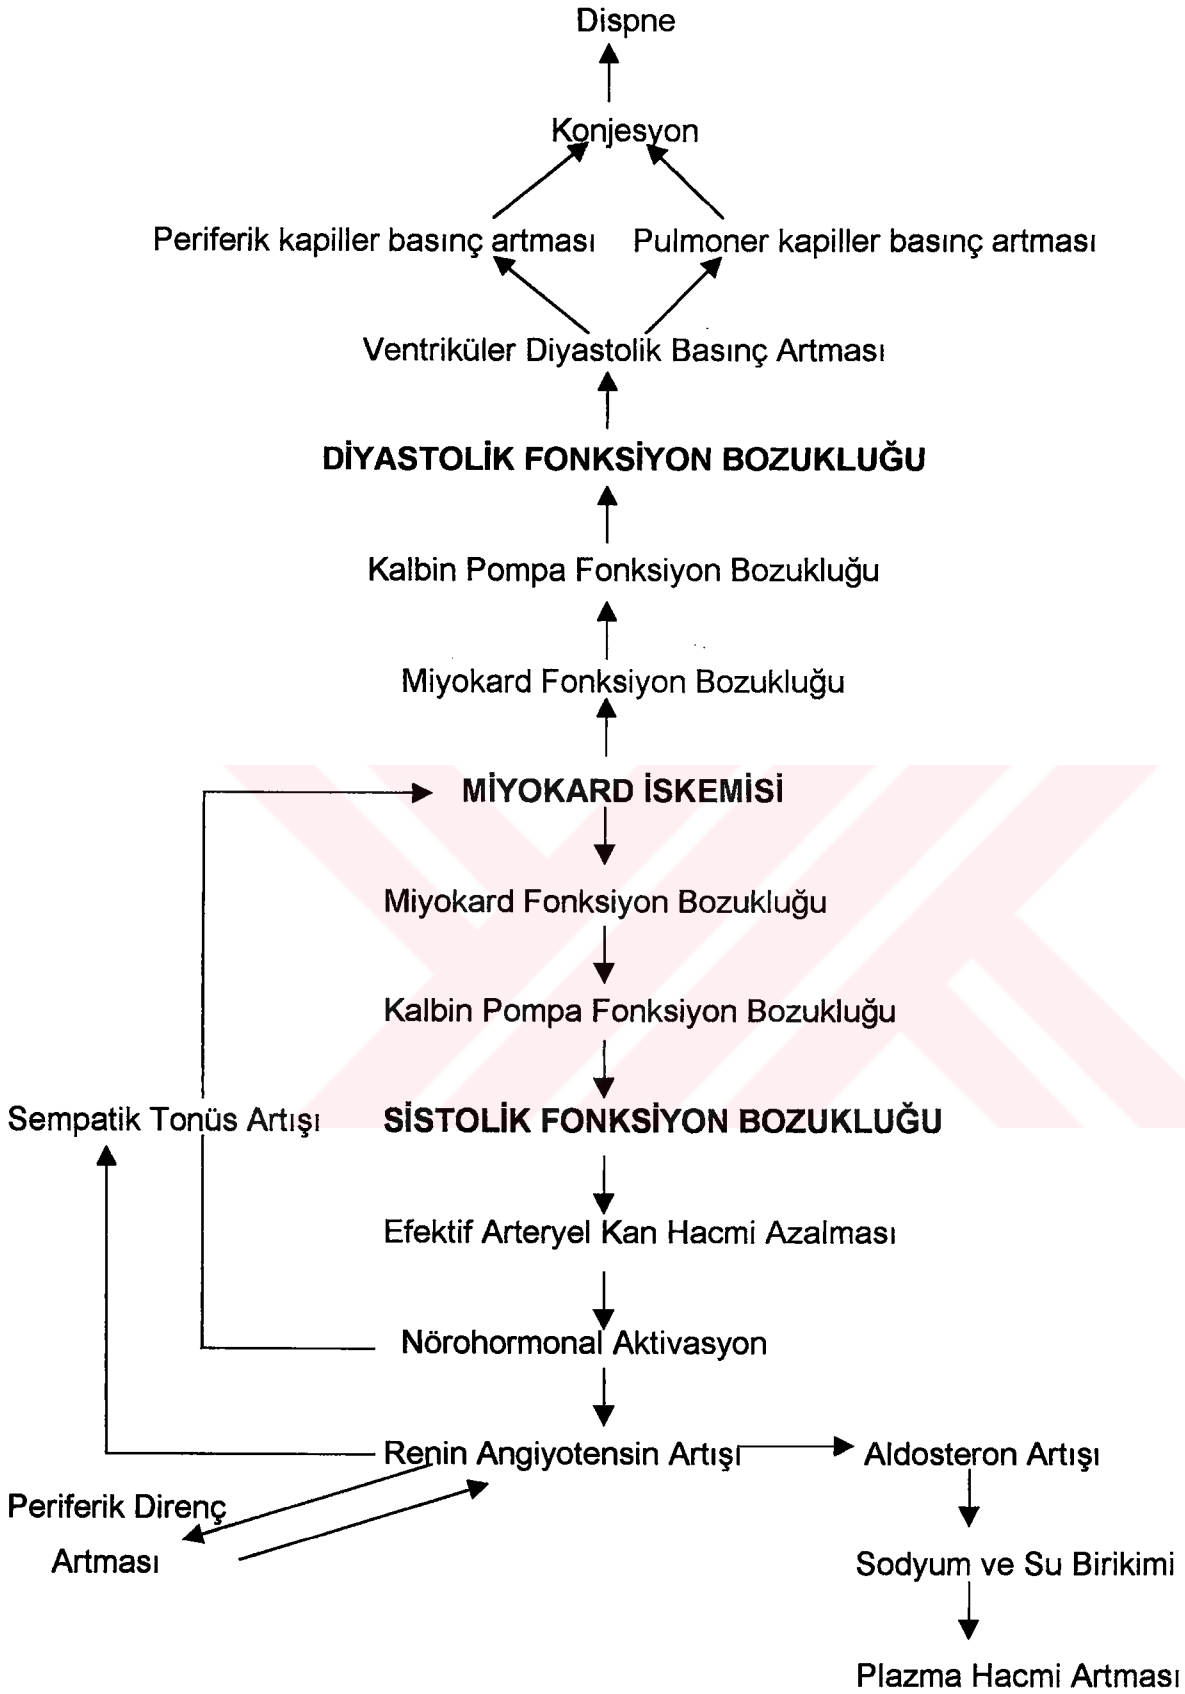 Dispne
Konjesyon
Periferik kapiller basınç artması Pulmoner kapiller basınç artması
Ventriküler Diyastolik Basınç Artması
DİYASTOLİK FONKSİYON BOZUKLUĞU
Kalbin Pompa Fonksiyon Bozukluğu
Miyokard Fonksiyon Bozukluğu
MİYOKARD İSKEMİSİ
Miyokard Fonksiyon Bozukluğu
Kalbin Pompa Fonksiyon Bozukluğu
Sempatik Tonüs Artışı SİSTOLİK FONKSİYON BOZUKLUĞU
Efektif Arteryel Kan Hacmi Azalması
Nörohormonal Aktivasyon
Renin Angiyotensin Artışı Aldosteron Artışı
Periferik Direnç
Artması
Sodyum ve Su Birikimi
Plazma Hacmi Artması